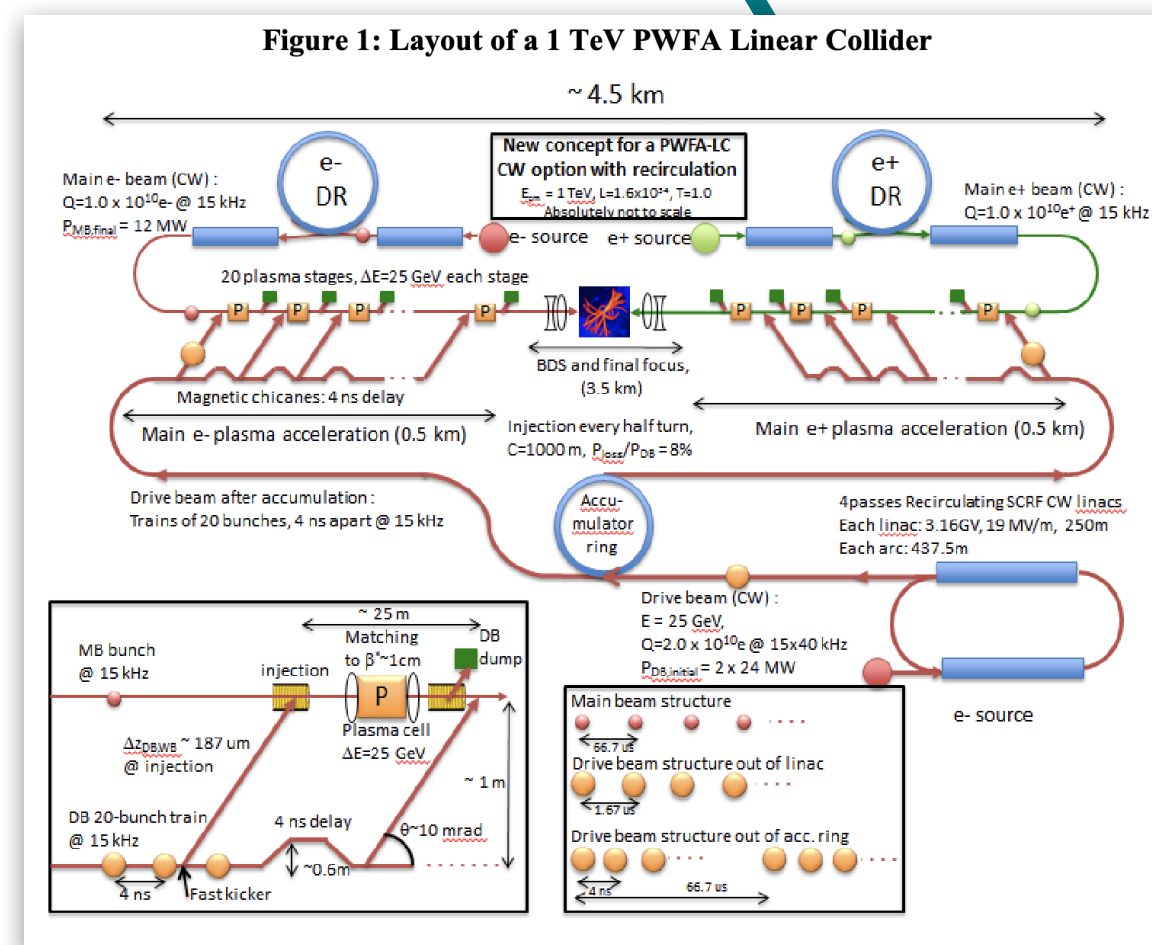 Figure 1: Layout of a 1 TeV PWFA Linear Collider
~ 4.5 km
New concept for a PWFA-LC
CW option with recirculation
Ecm = 1 TeV, L=1.6x10³⁴, T=1.0
Absolutely not to scale
e-
DR
e+
DR
Main e- beam (CW) :
Q=1.0 x 10¹⁰e- @ 15 kHz
PMB,final = 12 MW
Main e+ beam (CW) :
Q=1.0 x 10¹⁰e⁺ @ 15 kHz
e- source
e+ source
20 plasma stages, ΔE=25 GeV each stage
P
P
P
P
P
P
P
P
BDS and final focus,
(3.5 km)
Magnetic chicanes: 4 ns delay
Main e- plasma acceleration (0.5 km)
Injection every half turn,
C=1000 m, Ploss/PDB = 8%
Main e+ plasma acceleration (0.5 km)
Drive beam after accumulation :
Trains of 20 bunches, 4 ns apart @ 15 kHz
Accu-
mulator
ring
4passes Recirculating SCRF CW linacs
Each linac: 3.16GV, 19 MV/m, 250m
Each arc: 437.5m
Drive beam (CW) :
E = 25 GeV,
Q=2.0 x 10¹⁰e @ 15x40 kHz
PDB,initial = 2 x 24 MW
e- source
~ 25 m
MB bunch
@ 15 kHz
injection
Matching
to β*~1cm
DB
dump
P
Plasma cell
ΔE=25 GeV
ΔzDB,WB ~ 187 um
@ injection
~ 1 m
DB 20-bunch train
@ 15 kHz
4 ns delay
θ~10 mrad
~0.6m
4 ns
Fast kicker
Main beam structure
66.7 us
Drive beam structure out of linac
1.67 us
Drive beam structure out of acc. ring
4 ns
66.7 us